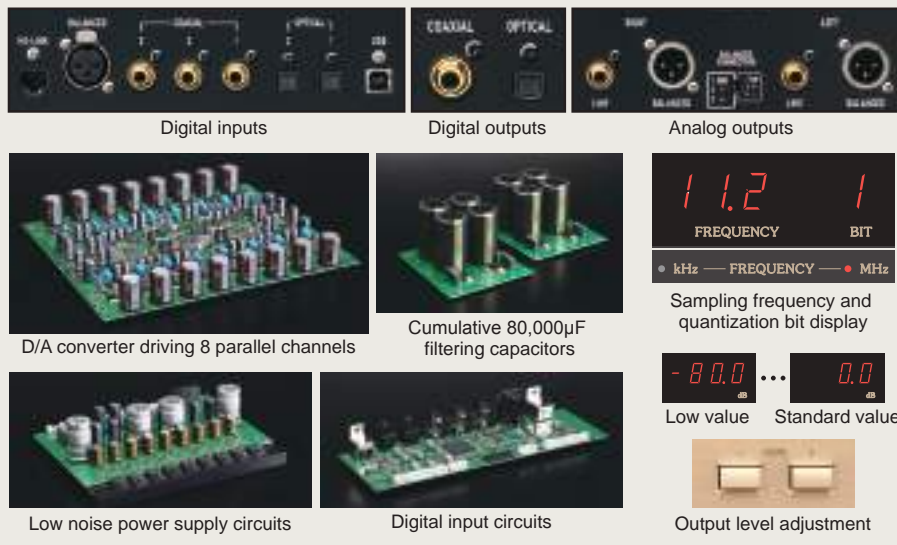 HS-LINK
BALANCED
COAXIAL
OPTICAL
USB
COAXIAL
OPTICAL
RIGHT
LEFT
LINE
BALANCED
LINE
BALANCED
Digital inputs
Digital outputs
Analog outputs
11.2 1
FREQUENCY BIT
kHz — FREQUENCY — MHz
Sampling frequency and
quantization bit display
D/A converter driving 8 parallel channels
Cumulative 80,000µF
filtering capacitors
-80.0 ••• 0.0
dB dB
Low value Standard value
Low noise power supply circuits
Digital input circuits
Output level adjustment